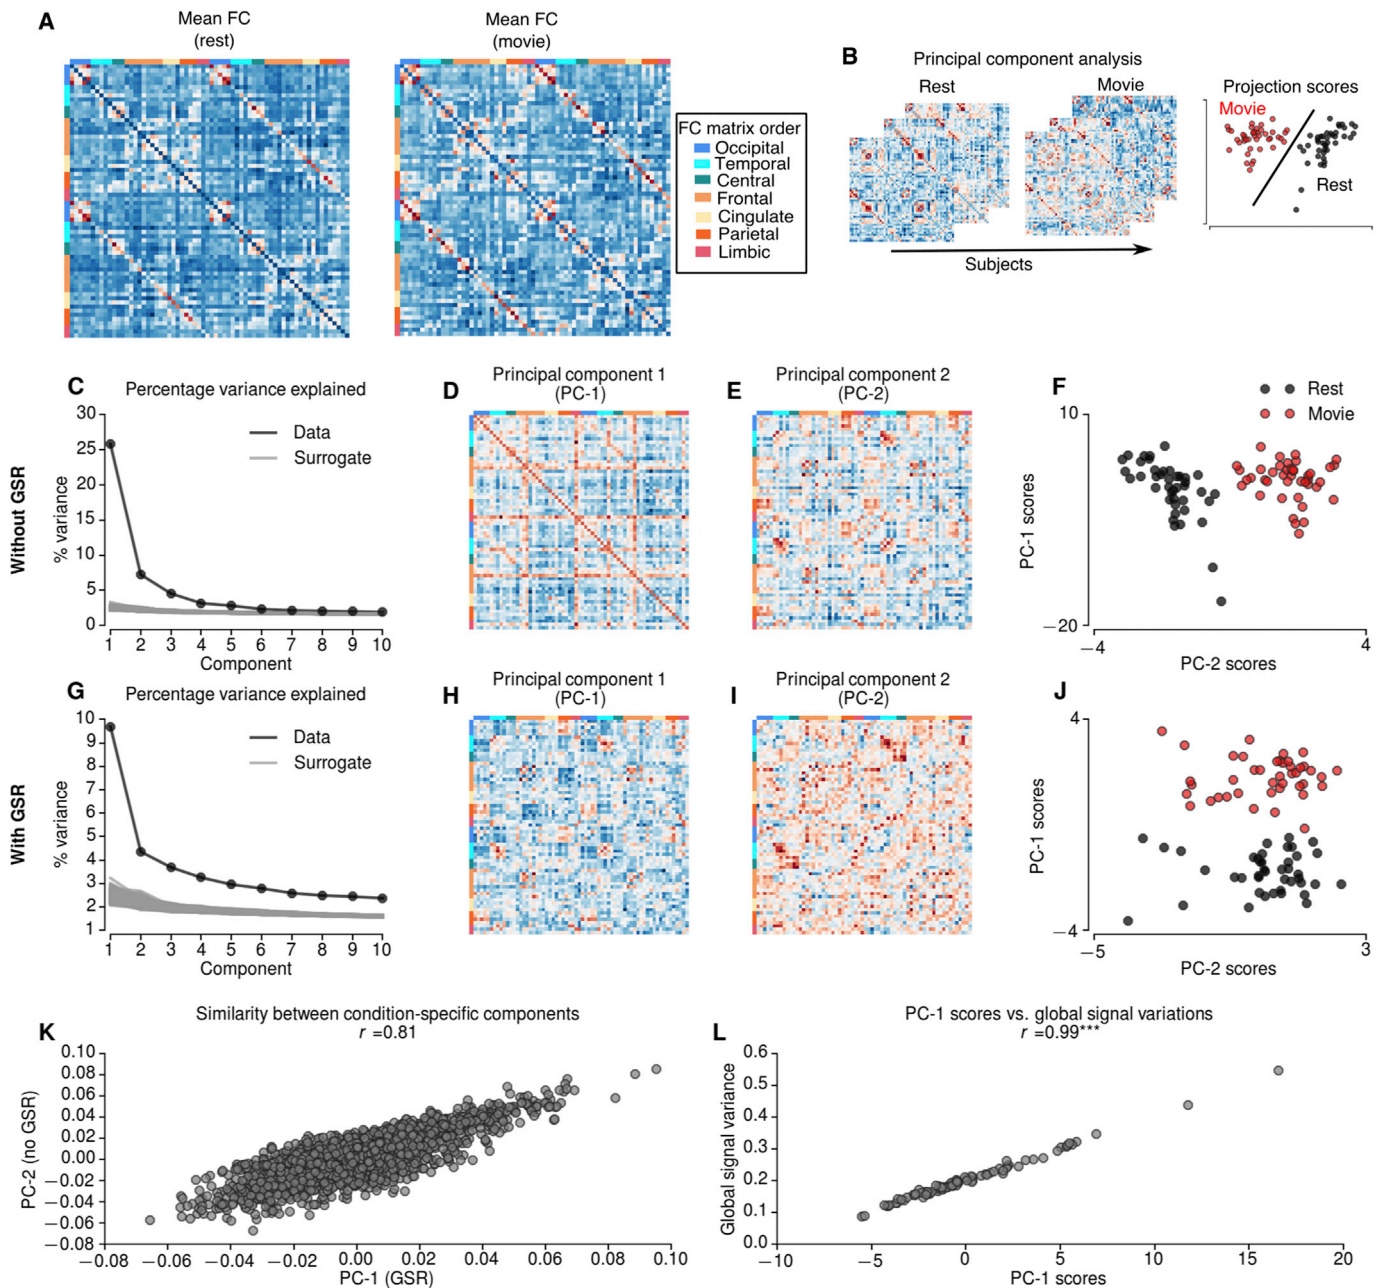 A
Mean FC
(rest)
Mean FC
(movie)
FC matrix order
Occipital
Temporal
Central
Frontal
Cingulate
Parietal
Limbic
B
Principal component analysis
Rest
Movie
Subjects
Projection scores
Movie
Rest
Without GSR
C
Percentage variance explained
Data
Surrogate
% variance
30
25
20
15
10
5
0
1 2 3 4 5 6 7 8 9 10
Component
D
Principal component 1
(PC-1)
E
Principal component 2
(PC-2)
F
Rest
Movie
10
−20
PC-1 scores
−4
4
PC-2 scores
With GSR
G
Percentage variance explained
Data
Surrogate
% variance
10
9
8
7
6
5
4
3
2
1
1 2 3 4 5 6 7 8 9 10
Component
H
Principal component 1
(PC-1)
I
Principal component 2
(PC-2)
J
4
−4
PC-1 scores
−5
3
PC-2 scores
K
Similarity between condition-specific components
r =0.81
PC-2 (no GSR)
0.10
0.08
0.06
0.04
0.02
0.00
−0.02
−0.04
−0.06
−0.08
−0.08 −0.06 −0.04 −0.02 0.00 0.02 0.04 0.06 0.08 0.10
PC-1 (GSR)
L
PC-1 scores vs. global signal variations
r =0.99***
Global signal variance
0.6
0.5
0.4
0.3
0.2
0.1
0.0
−10 −5 0 5 10 15 20
PC-1 scores